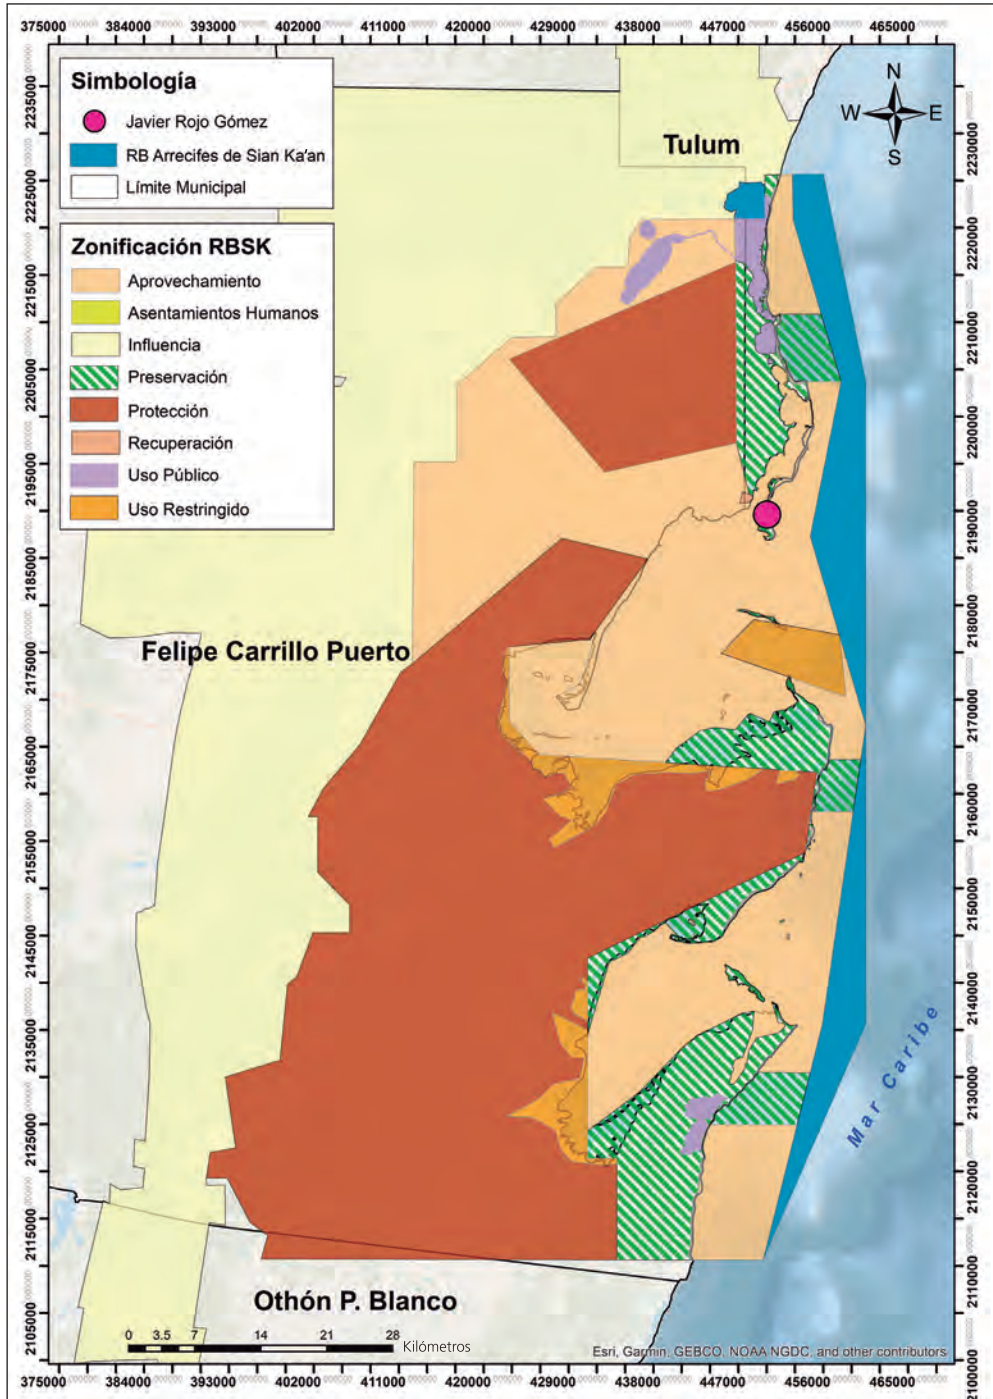 375000 384000 393000 402000 411000 420000 429000 438000 447000 456000 465000
Simbología
Javier Rojo Gómez
RB Arrecifes de Sian Ka'an
Límite Municipal
Zonificación RBSK
Aprovechamiento
Asentamientos Humanos
Influencia
Preservación
Protección
Recuperación
Uso Público
Uso Restringido
N
W E
S
Tulum
Felipe Carrillo Puerto
Othón P. Blanco
Mar Caribe
2235000
2225000
2215000
2205000
2195000
2185000
2175000
2165000
2155000
2145000
2135000
2125000
2115000
2105000
2230000
2220000
2210000
2200000
2190000
2180000
2170000
2160000
2150000
2140000
2130000
2120000
2110000
2100000
0 3.5 7 14 21 28
Kilómetros
Esri, Garmin, GEBCO, NOAA NGDC, and other contributors
375000 384000 393000 402000 411000 420000 429000 438000 447000 456000 465000